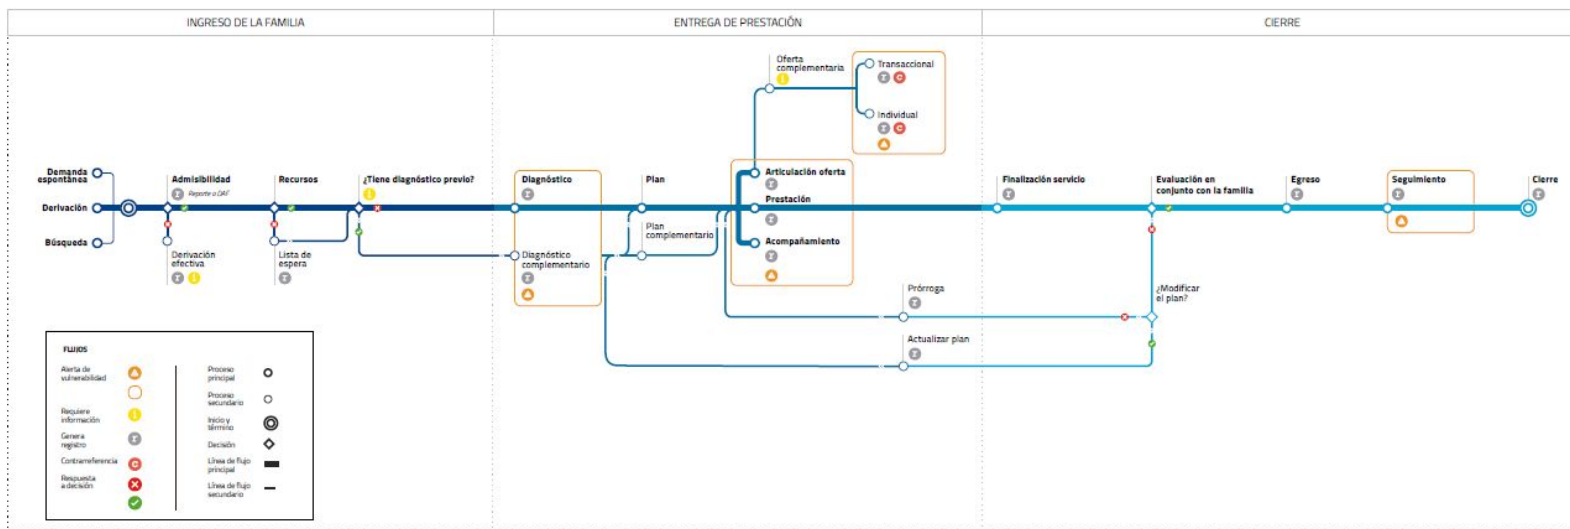 INGRESO DE LA FAMILIA
ENTREGA DE PRESTACIÓN
CIERRE
Oferta
complementaria
i
Transaccional
r c
Individual
r c
Demanda
espontánea
Derivación
Búsqueda
Admisibilidad
r Reporte a OAF
Recursos
¿Tiene diagnóstico previo?
i
Derivación
efectiva
r i
Lista de
espera
r
Diagnóstico
r
Diagnóstico
complementario
r
Plan
Plan
complementario
Articulación oferta
r
Prestación
r
Acompañamiento
r
Prórroga
r
Actualizar plan
r
Finalización servicio
r
Evaluación en
conjunto con la familia
¿Modificar
el plan?
Egreso
r
Seguimiento
Cierre
r
FLUJOS
Alerta de
vulnerabilidad
Requiere
información
i
Genera
registro
r
Contrarreferencia
c
Respuesta
a decisión
Proceso
principal
Proceso
secundario
Inicio y
término
Decisión
Línea de flujo
principal
Línea de flujo
secundario